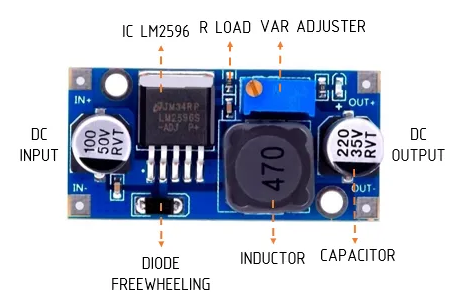 IC LM2596 R LOAD VAR ADJUSTER
IN+
JM34RP
LM2596S
-ADJ P+
+
OUT+
DC
INPUT
100
50V
RVT
470
220
35V
RVT
DC
OUTPUT
IN-
OUT-
DIODE
FREEWHEELING
INDUCTOR
CAPACITOR